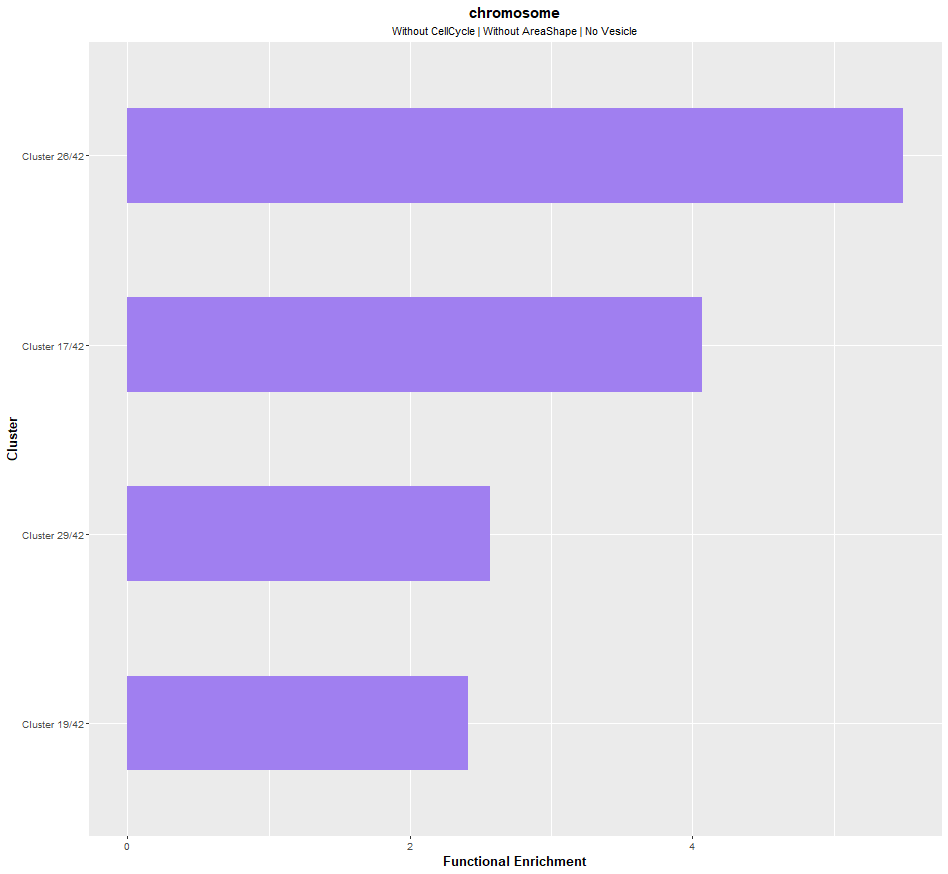 chromosome
Without CellCycle | Without AreaShape | No Vesicle
Cluster 26/42
Cluster 17/42
Cluster 29/42
Cluster 19/42
Cluster
0
2
4
Functional Enrichment